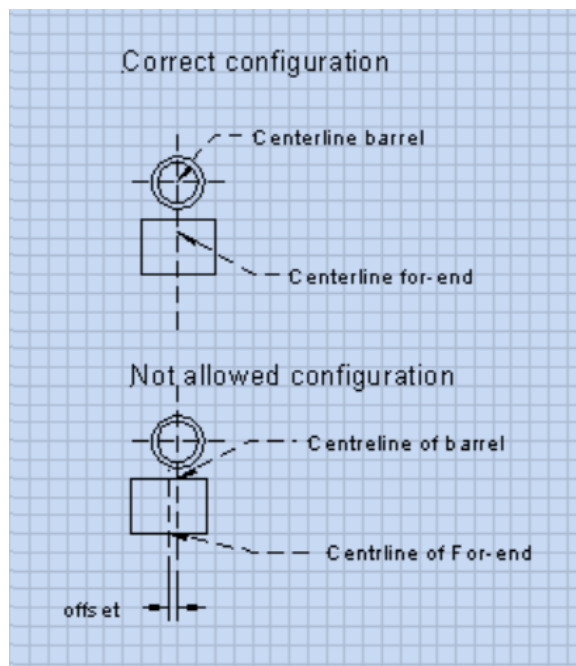 Correct configuration
Centerline barrel
Centerline for-end
Not allowed configuration
Centreline of barrel
Centrline of For-end
offset